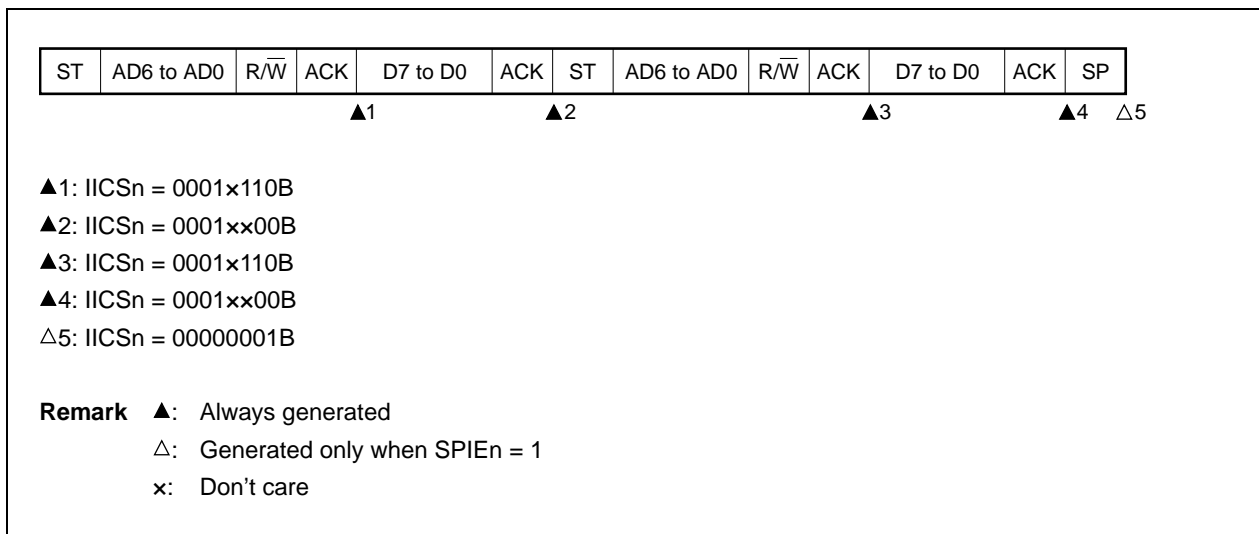 ST AD6 to AD0 R/W̅ ACK D7 to D0 ACK ST AD6 to AD0 R/W̅ ACK D7 to D0 ACK SP
▲1 ▲2 ▲3 ▲4 △5
▲1: IICSn = 0001×110B
▲2: IICSn = 0001××00B
▲3: IICSn = 0001×110B
▲4: IICSn = 0001××00B
△5: IICSn = 00000001B
Remark ▲: Always generated
△: Generated only when SPIEn = 1
×: Don't care